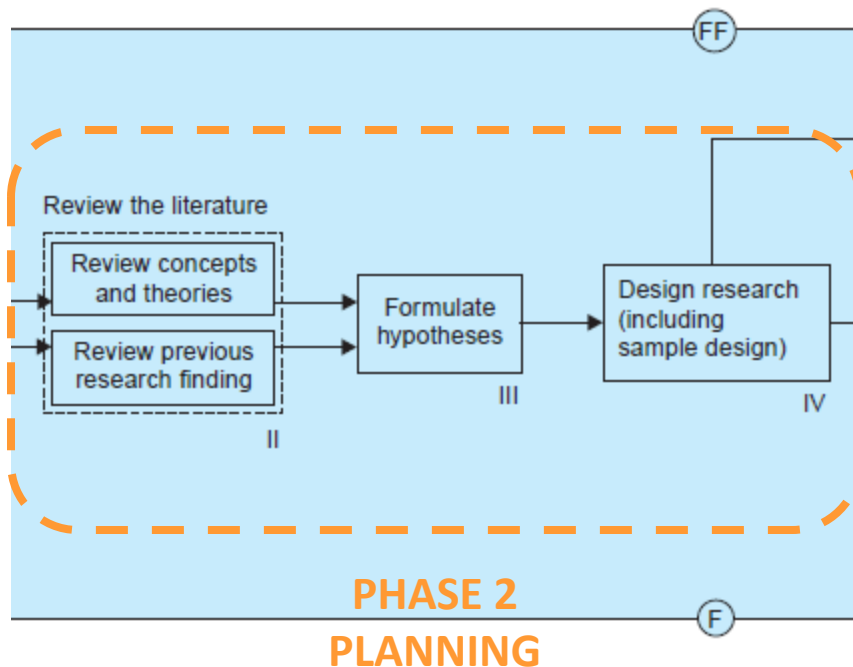 FF
Review the literature
Review concepts
and theories
Review previous
research finding
II
Formulate
hypotheses
III
Design research
(including
sample design)
IV
PHASE 2
F
PLANNING